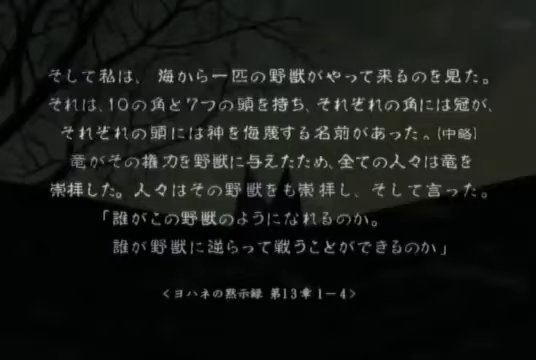 そして私は、海から一匹の野獣がやって来るのを見た。
それは、10の角と7つの頭を持ち、それぞれの角には冠が、
それぞれの頭には神を侮蔑する名前があった。(中略)
竜がその権力を野獣に与えたため、全ての人々は竜を
崇拝した。人々はその野獣をも崇拝し、そして言った。
「誰がこの野獣のようになれるのか。
誰が野獣に逆らって戦うことができるのか」
<ヨハネの黙示録 第13章 1−4>